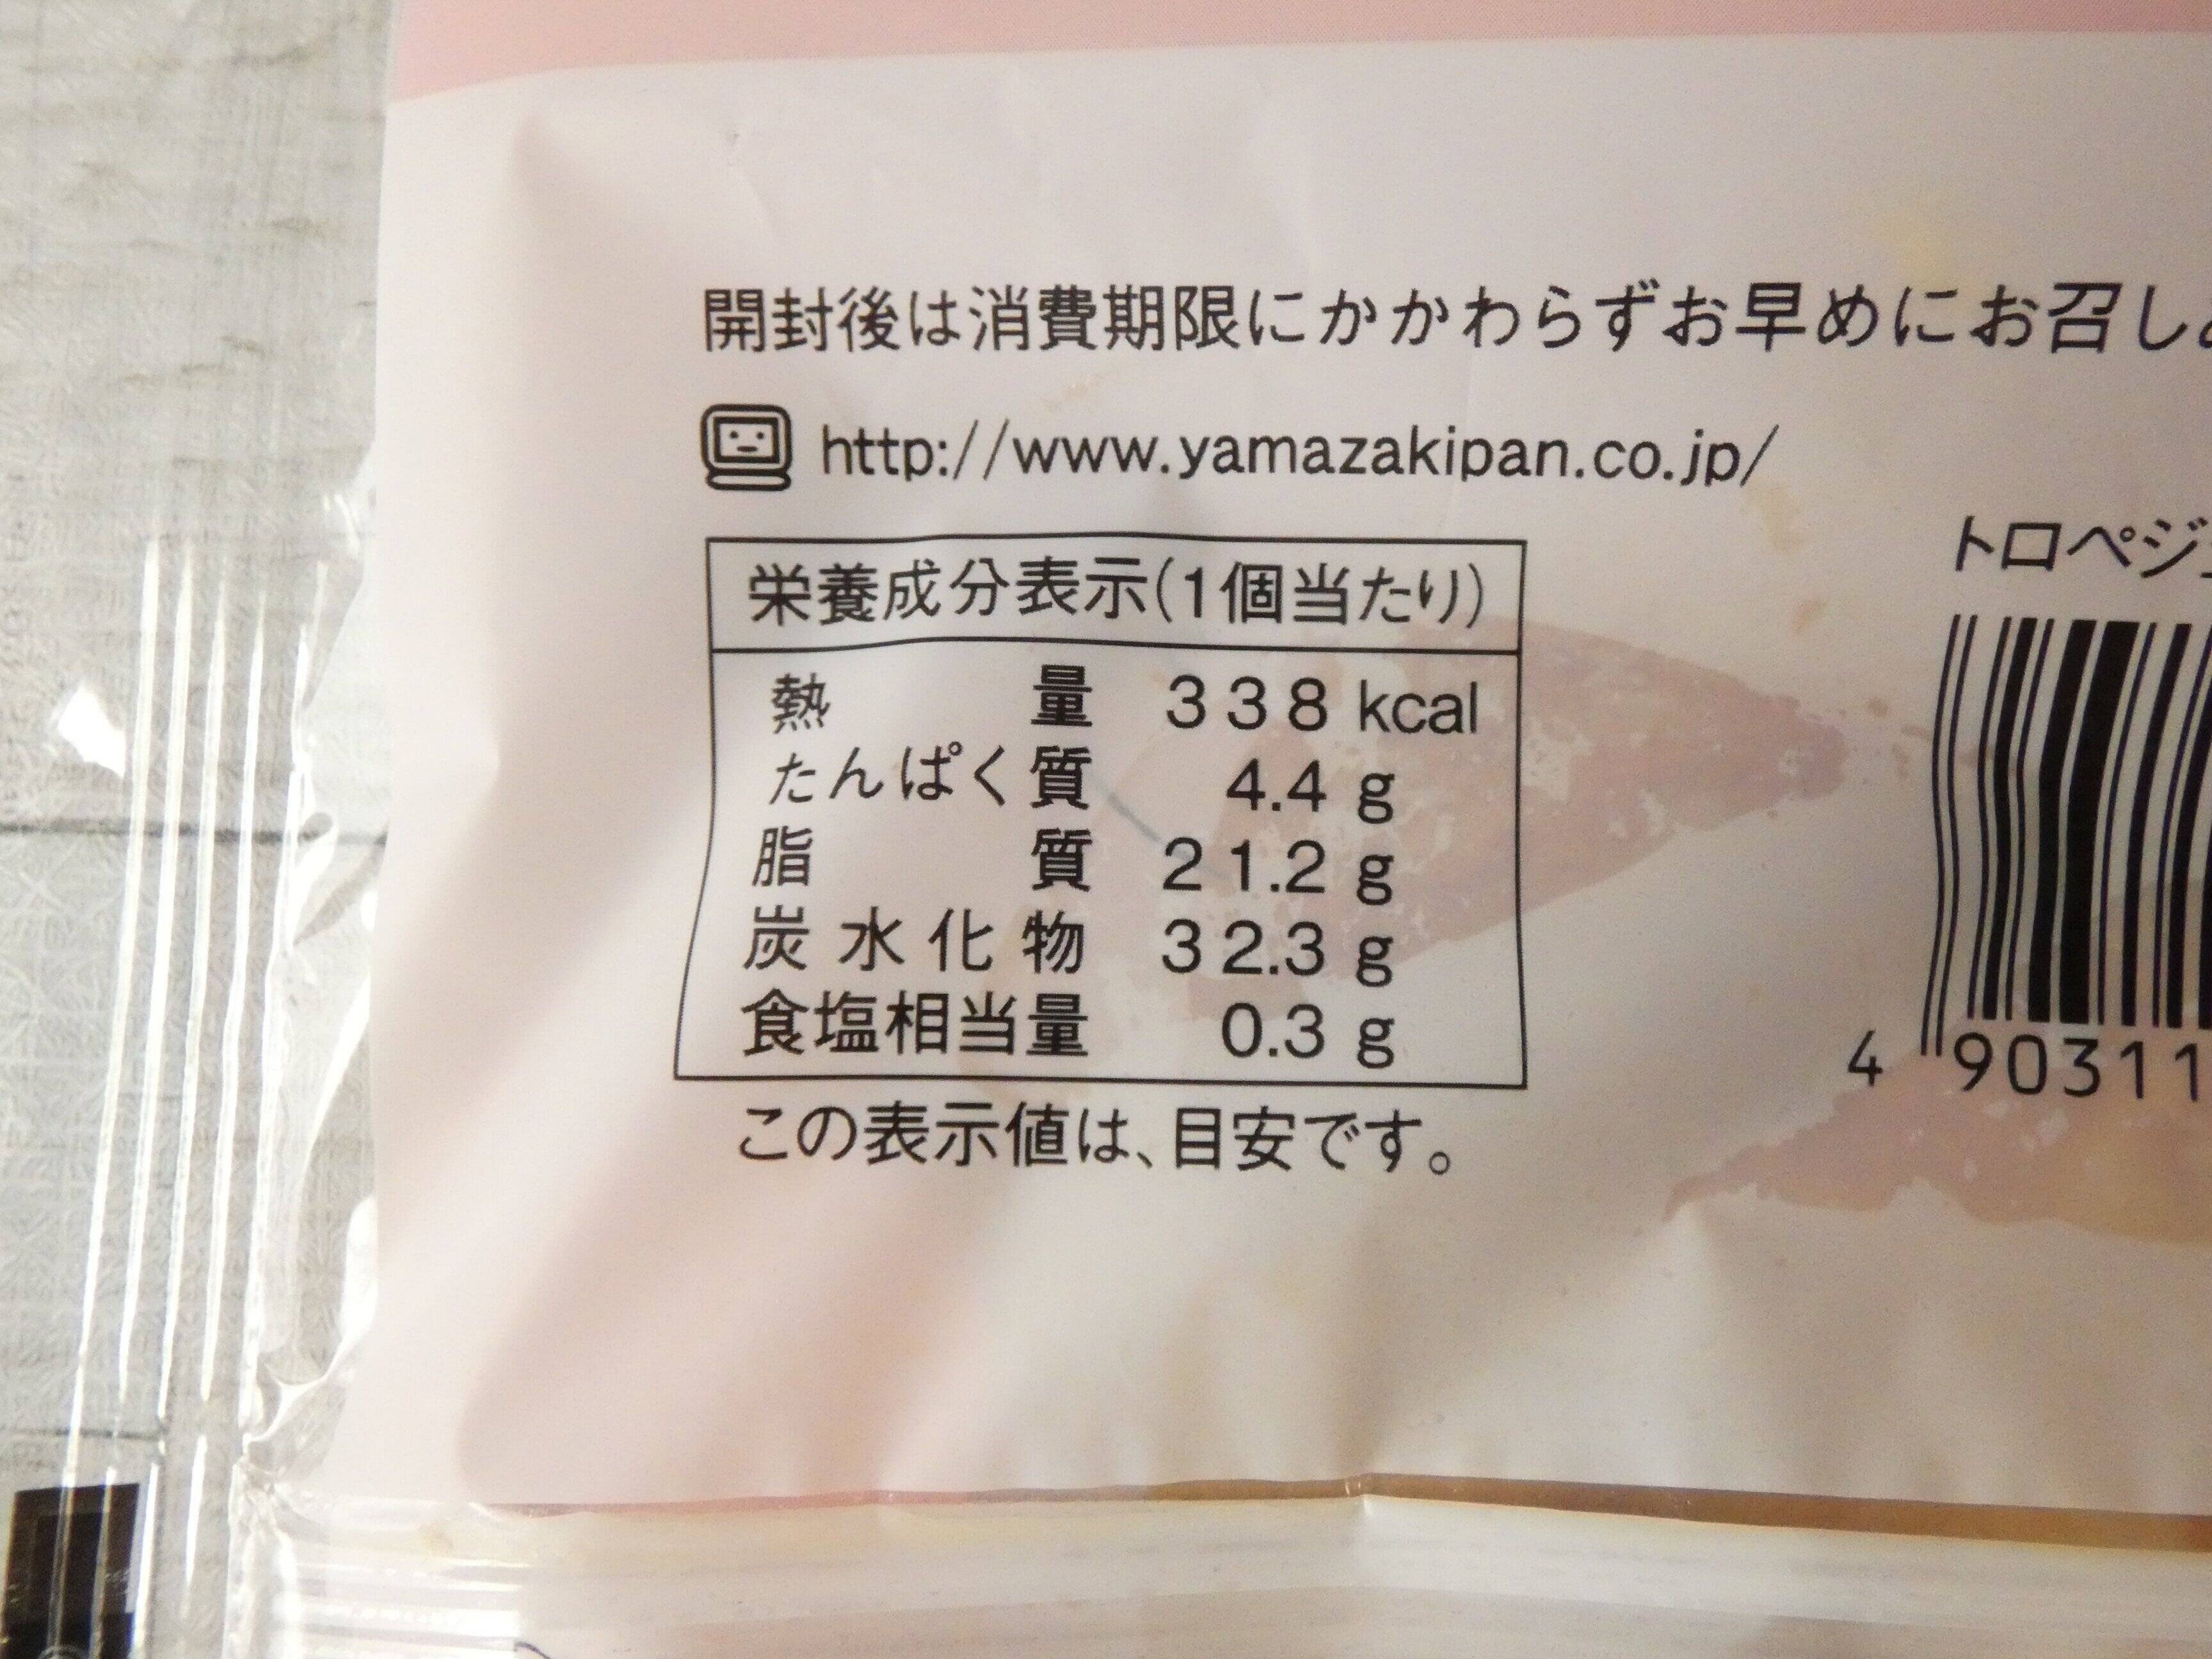 開封後は消費期限にかかわらずお早めにお召し
http://www.yamazakipan.co.jp/
トロペジ
栄養成分表示(1個当たり)
熱量 338 kcal
たんぱく質 4.4 g
脂質 21.2 g
炭水化物 32.3 g
食塩相当量 0.3 g
4 90311
この表示値は、目安です。